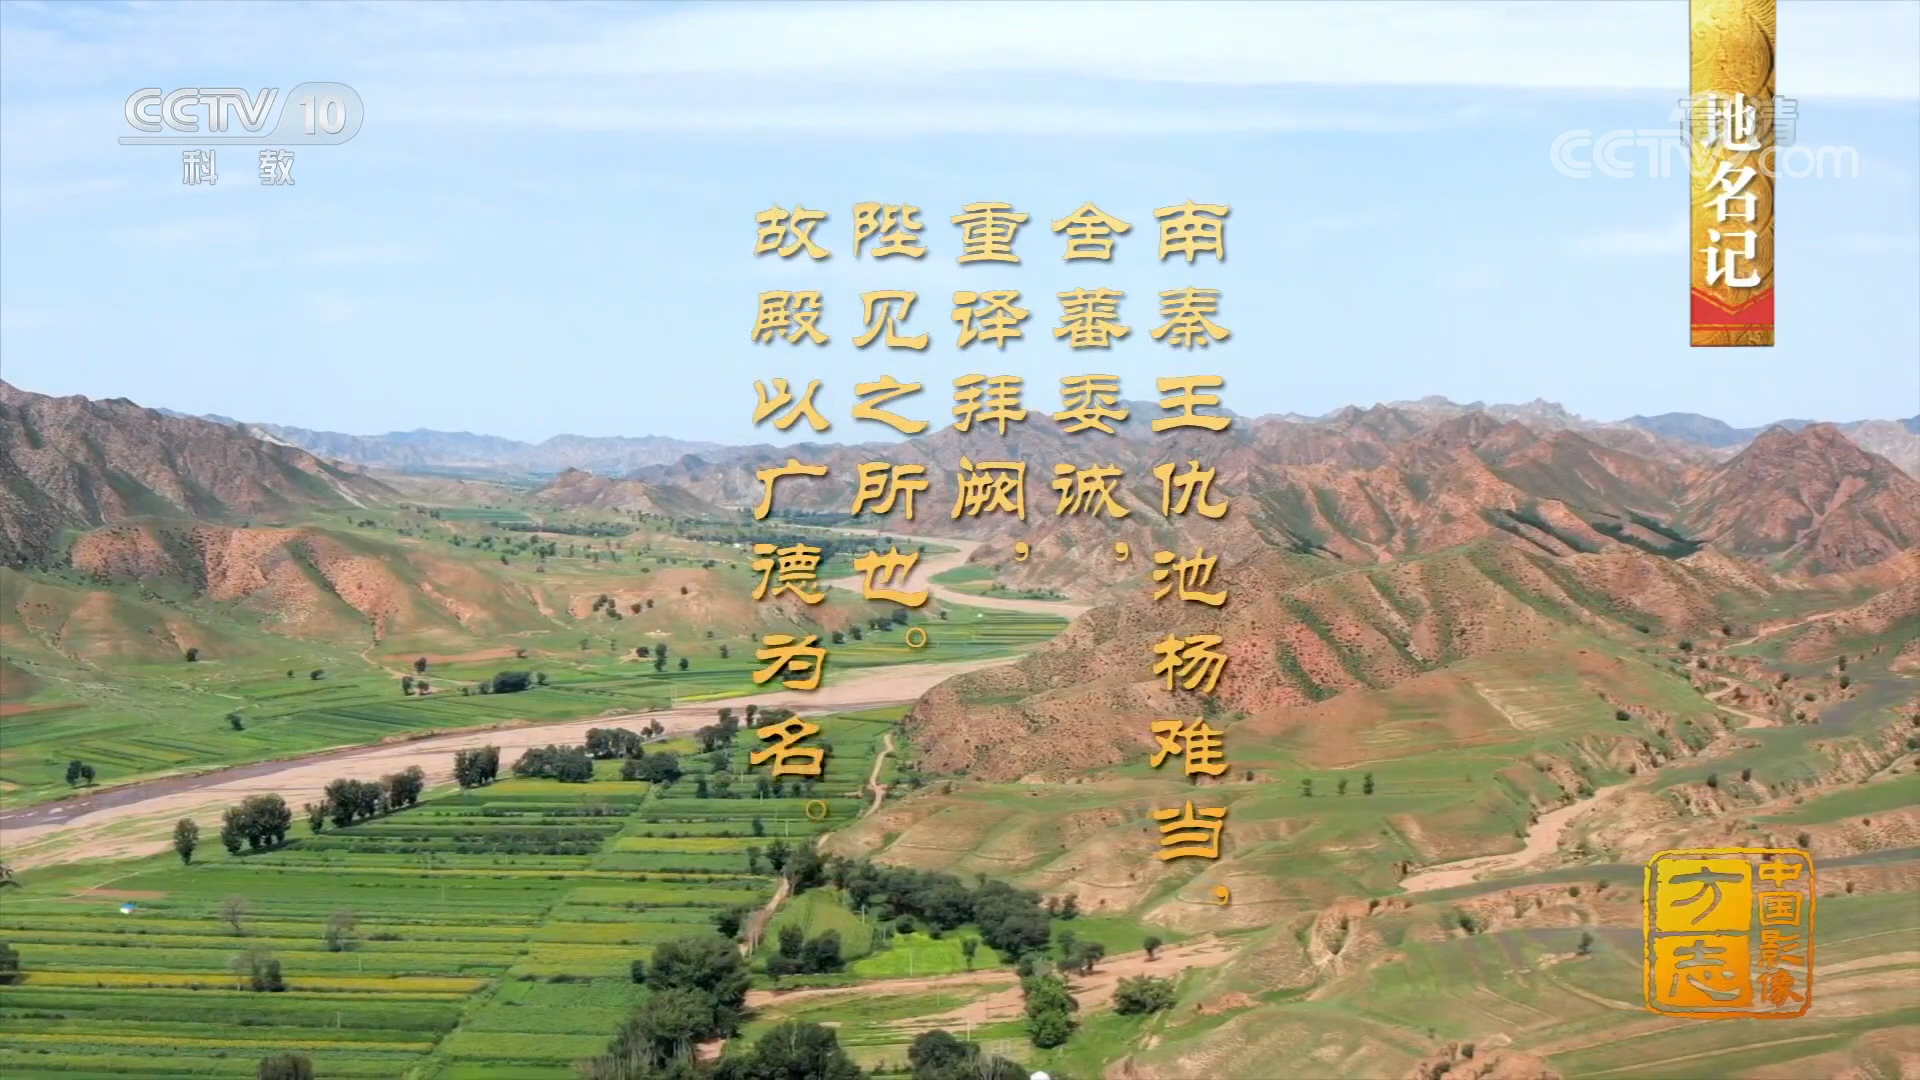 CCTV 10
科教
高清
CCTV.com
地名记
南秦王仇池杨难当，
舍蕃委诚，
重译拜阙，
陛见之所也。
故殿以广德为名。
中国影像
方志